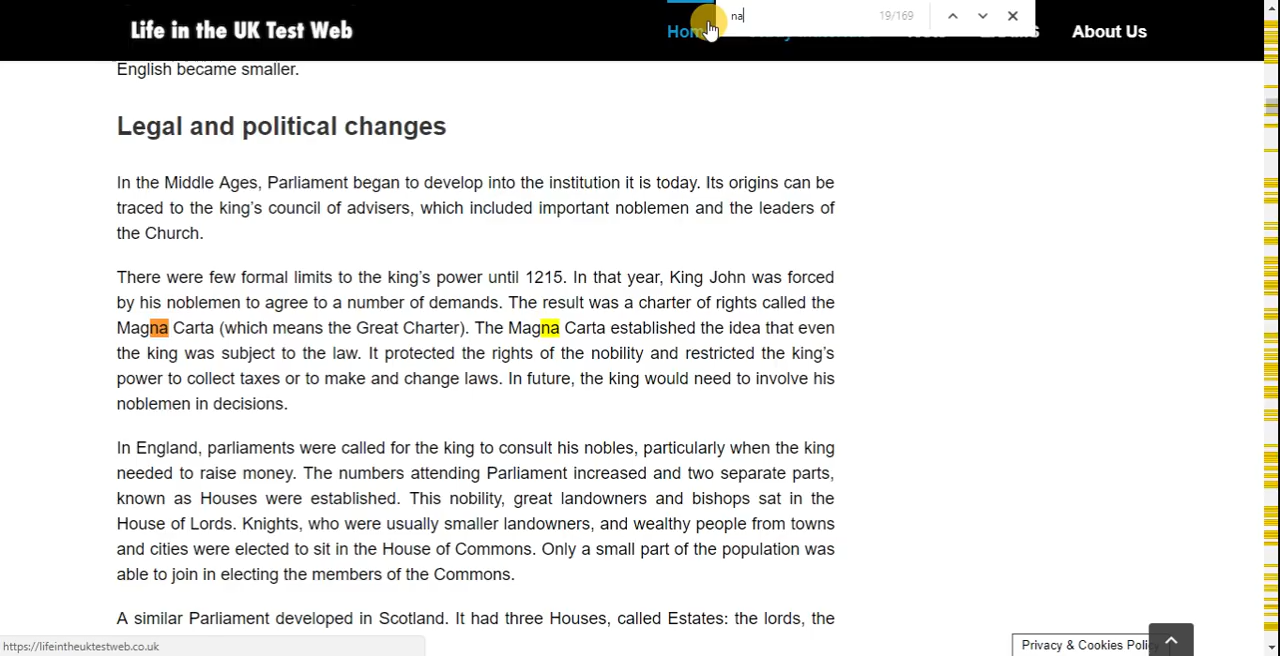 Life in the UK Test Web
na
19/169
Hom
About Us
English became smaller.
Legal and political changes
In the Middle Ages, Parliament began to develop into the institution it is today. Its origins can be
traced to the king's council of advisers, which included important noblemen and the leaders of
the Church.
There were few formal limits to the king's power until 1215. In that year, King John was forced
by his noblemen to agree to a number of demands. The result was a charter of rights called the
Magna Carta (which means the Great Charter). The Magna Carta established the idea that even
the king was subject to the law. It protected the rights of the nobility and restricted the king's
power to collect taxes or to make and change laws. In future, the king would need to involve his
noblemen in decisions.
In England, parliaments were called for the king to consult his nobles, particularly when the king
needed to raise money. The numbers attending Parliament increased and two separate parts,
known as Houses were established. This nobility, great landowners and bishops sat in the
House of Lords. Knights, who were usually smaller landowners, and wealthy people from towns
and cities were elected to sit in the House of Commons. Only a small part of the population was
able to join in electing the members of the Commons.
A similar Parliament developed in Scotland. It had three Houses, called Estates: the lords, the
https://lifeintheuktestweb.co.uk
Privacy & Cookies Policy